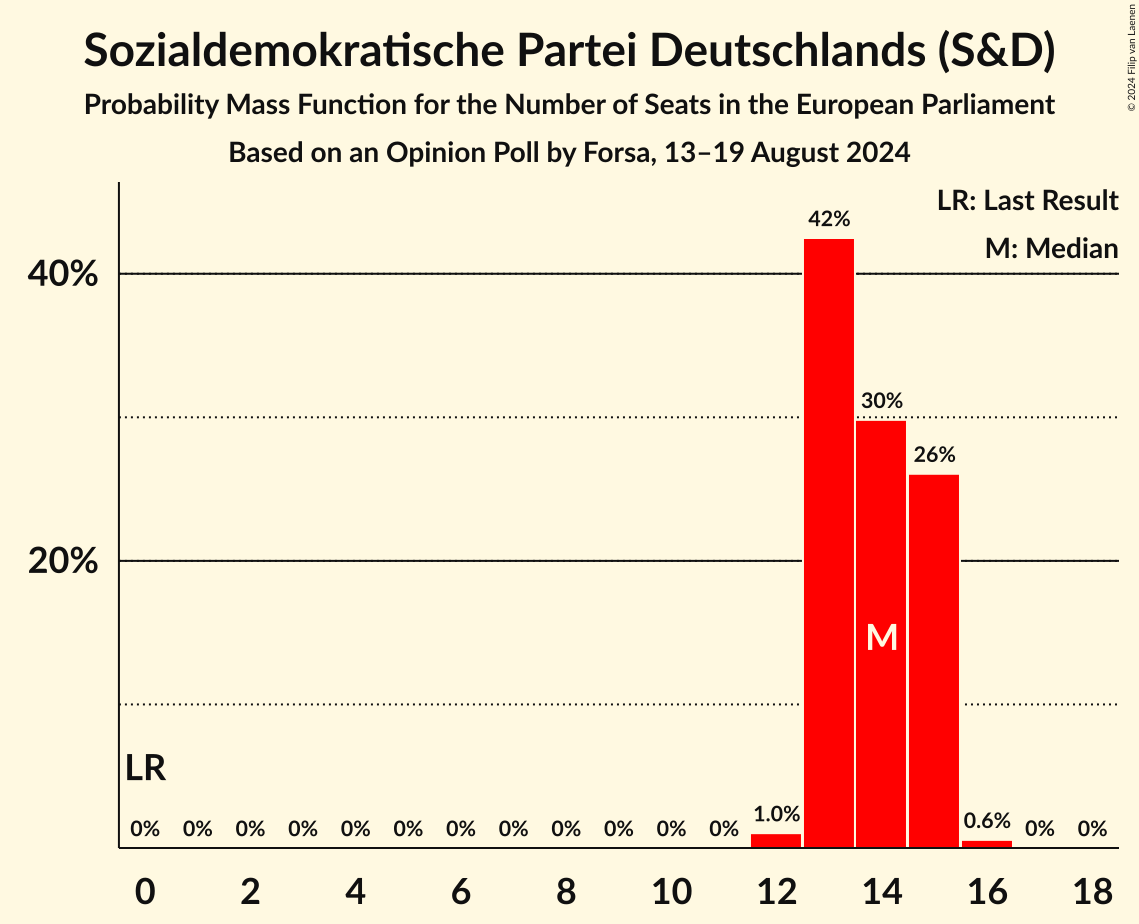 Sozialdemokratische Partei Deutschlands (S&D)
Probability Mass Function for the Number of Seats in the European Parliament
Based on an Opinion Poll by Forsa, 13–19 August 2024
© 2024 Filip van Laenen
LR: Last Result
M: Median
42%
40%
30%
26%
20%
M
LR
0% 0% 0% 0% 0% 0% 0% 0% 0% 0% 0% 0% 1.0% 0.6% 0% 0%
0 2 4 6 8 10 12 14 16 18